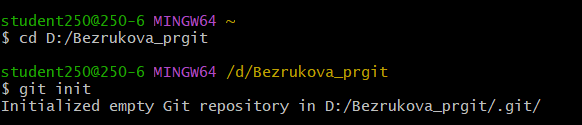 student250@250-6 MINGW64 ~
$ cd D:/Bezrukova_prgit
student250@250-6 MINGW64 /d/Bezrukova_prgit
$ git init
Initialized empty Git repository in D:/Bezrukova_prgit/.git/